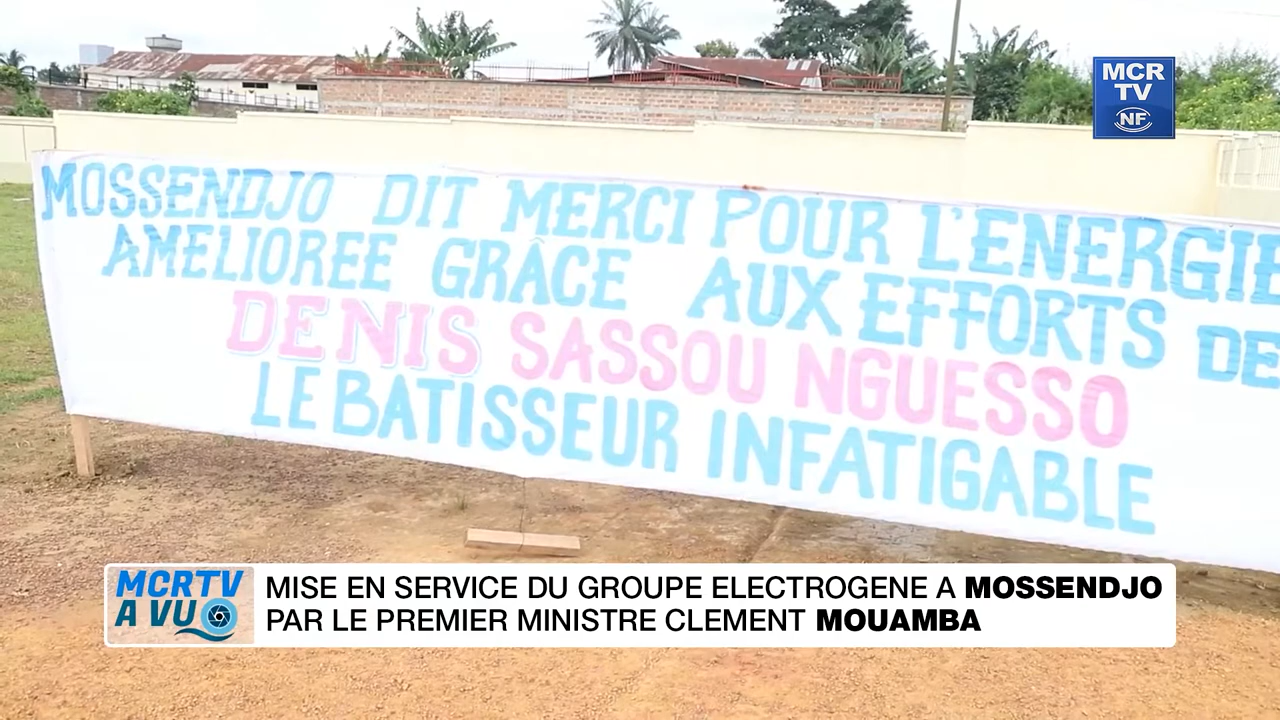 MCR
TV
NF
MOSSENDJO DIT MERCI POUR L'ENERGIE
AMELIOREE GRÂCE AUX EFFORTS DE
DENIS SASSOU NGUESSO
LE BATISSEUR INFATIGABLE
MCRTV
A VU
MISE EN SERVICE DU GROUPE ELECTROGENE A MOSSENDJO
PAR LE PREMIER MINISTRE CLEMENT MOUAMBA